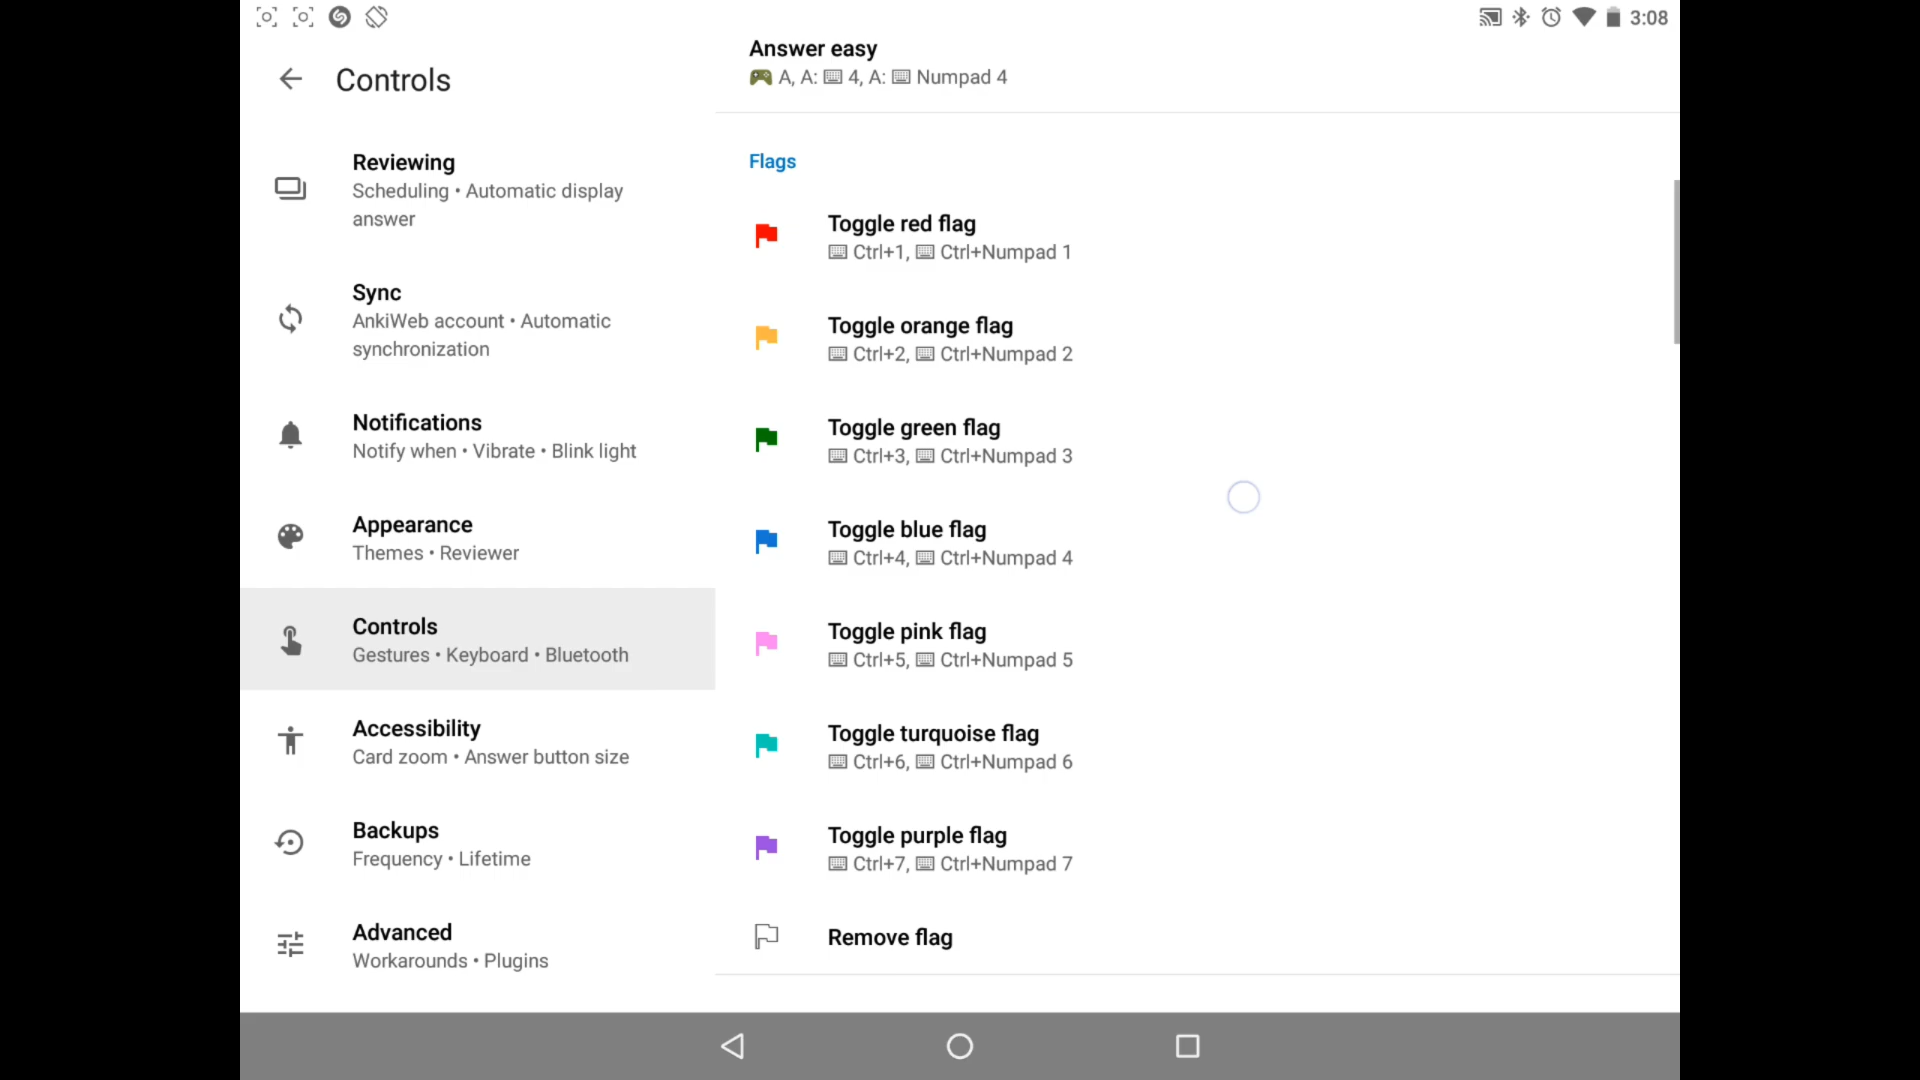 3:08
Controls
Reviewing
Scheduling • Automatic display
answer
Sync
AnkiWeb account • Automatic
synchronization
Notifications
Notify when • Vibrate • Blink light
Appearance
Themes • Reviewer
Controls
Gestures • Keyboard • Bluetooth
Accessibility
Card zoom • Answer button size
Backups
Frequency • Lifetime
Advanced
Workarounds • Plugins
Answer easy
🎮 A, A: ⌨ 4, A: ⌨ Numpad 4
Flags
Toggle red flag
⌨ Ctrl+1, ⌨ Ctrl+Numpad 1
Toggle orange flag
⌨ Ctrl+2, ⌨ Ctrl+Numpad 2
Toggle green flag
⌨ Ctrl+3, ⌨ Ctrl+Numpad 3
Toggle blue flag
⌨ Ctrl+4, ⌨ Ctrl+Numpad 4
Toggle pink flag
⌨ Ctrl+5, ⌨ Ctrl+Numpad 5
Toggle turquoise flag
⌨ Ctrl+6, ⌨ Ctrl+Numpad 6
Toggle purple flag
⌨ Ctrl+7, ⌨ Ctrl+Numpad 7
Remove flag